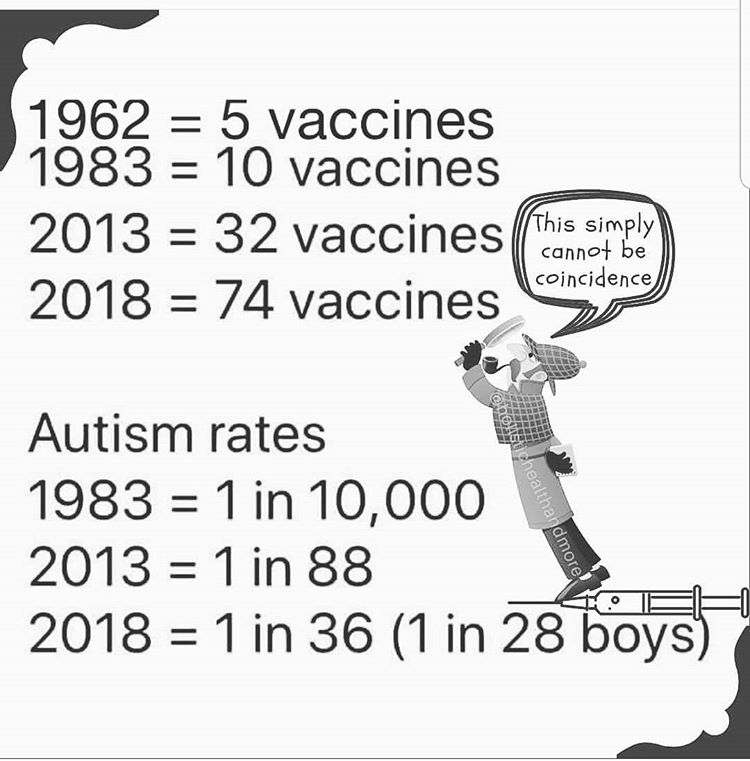 1962 = 5 vaccines
1983 = 10 vaccines
2013 = 32 vaccines
2018 = 74 vaccines
This simply
cannot be
coincidence
@holistichealthandmore
Autism rates
1983 = 1 in 10,000
2013 = 1 in 88
2018 = 1 in 36 (1 in 28 boys)